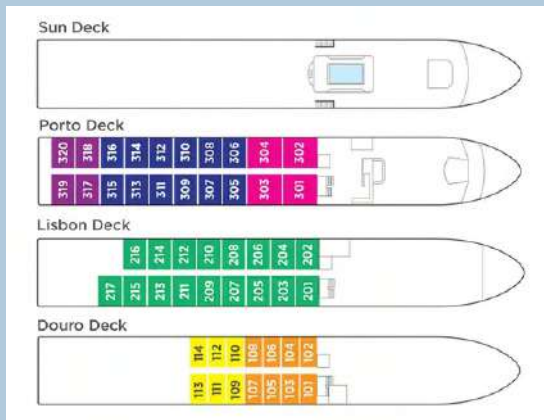 Sun Deck
Porto Deck
320 318 316 314 312 310 308 306 304 302
319 317 315 313 311 309 307 305 303 301
Lisbon Deck
216 214 212 210 208 206 204 202
217 215 213 211 209 207 205 203 201
Douro Deck
114 112 110 108 106 104 102
113 111 109 107 105 103 101